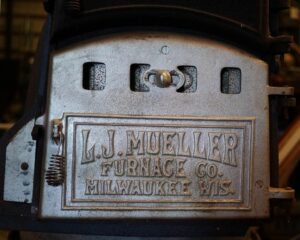 L.J. MUELLER
FURNACE CO.
MILWAUKEE WIS.